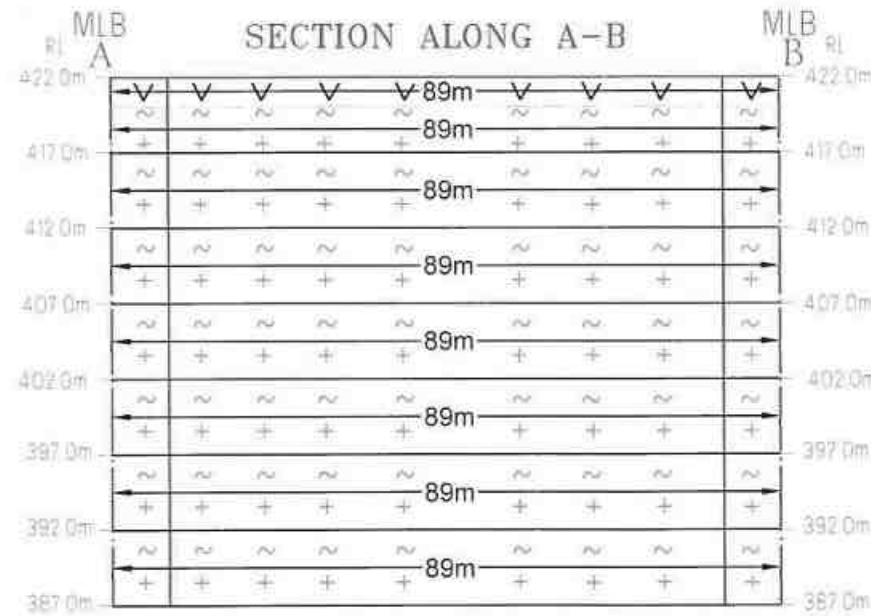 MLB SECTION ALONG A-B MLB
RL A B RL
422.0m 89m 422.0m
89m
417.0m 417.0m
89m
412.0m 412.0m
89m
407.0m 407.0m
89m
402.0m 402.0m
89m
397.0m 397.0m
89m
392.0m 392.0m
89m
387.0m 387.0m